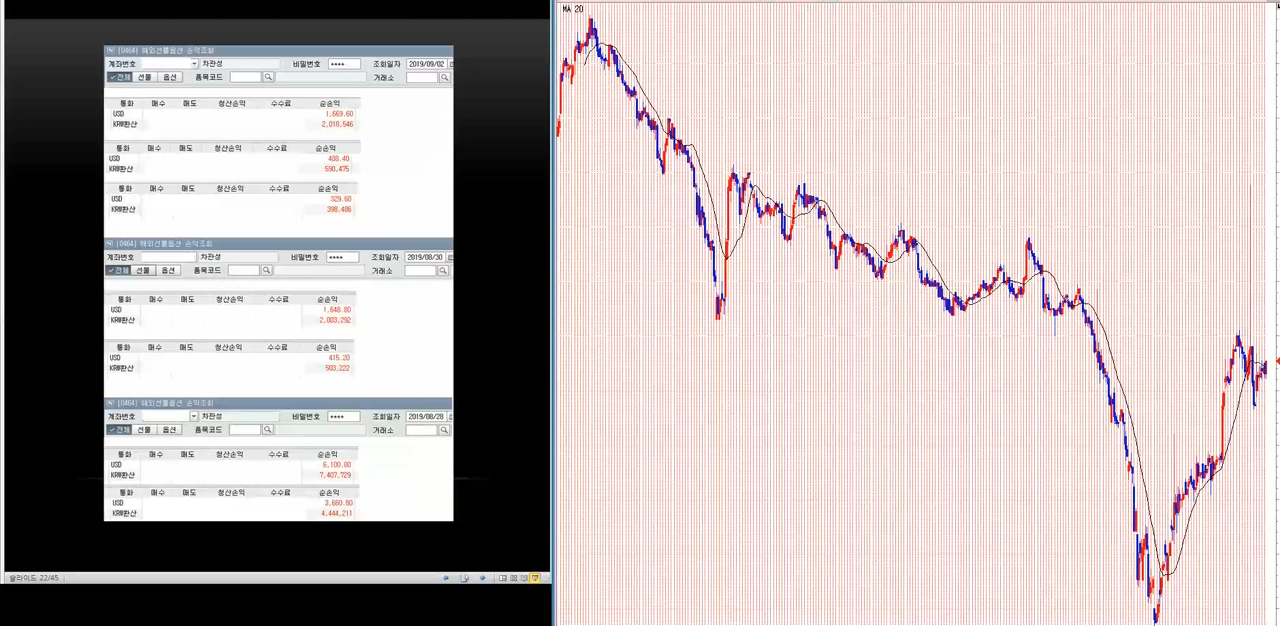 [0464] 해외선물옵션 손익조회
계좌번호 차잔성 비밀번호 **** 조회일자 2019/09/02
전체 선물 옵션 품목코드 거래소
통화 매수 매도 청산손익 수수료 순손익
USD 1,669.60
KRW환산 2,018,546
통화 매수 매도 청산손익 수수료 순손익
USD 488.40
KRW환산 590,475
통화 매수 매도 청산손익 수수료 순손익
USD 329.60
KRW환산 398,486
[0464] 해외선물옵션 손익조회
계좌번호 차잔성 비밀번호 **** 조회일자 2019/08/30
전체 선물 옵션 품목코드 거래소
통화 매수 매도 청산손익 수수료 순손익
USD 1,648.80
KRW환산 2,003,292
통화 매수 매도 청산손익 수수료 순손익
USD 415.20
KRW환산 503,222
[0464] 해외선물옵션 손익조회
계좌번호 차잔성 비밀번호 **** 조회일자 2019/08/28
전체 선물 옵션 품목코드 거래소
통화 매수 매도 청산손익 수수료 순손익
USD 6,100.80
KRW환산 7,407,729
통화 매수 매도 청산손익 수수료 순손익
USD 3,660.80
KRW환산 4,444,211
슬라이드 22/45
MA 20